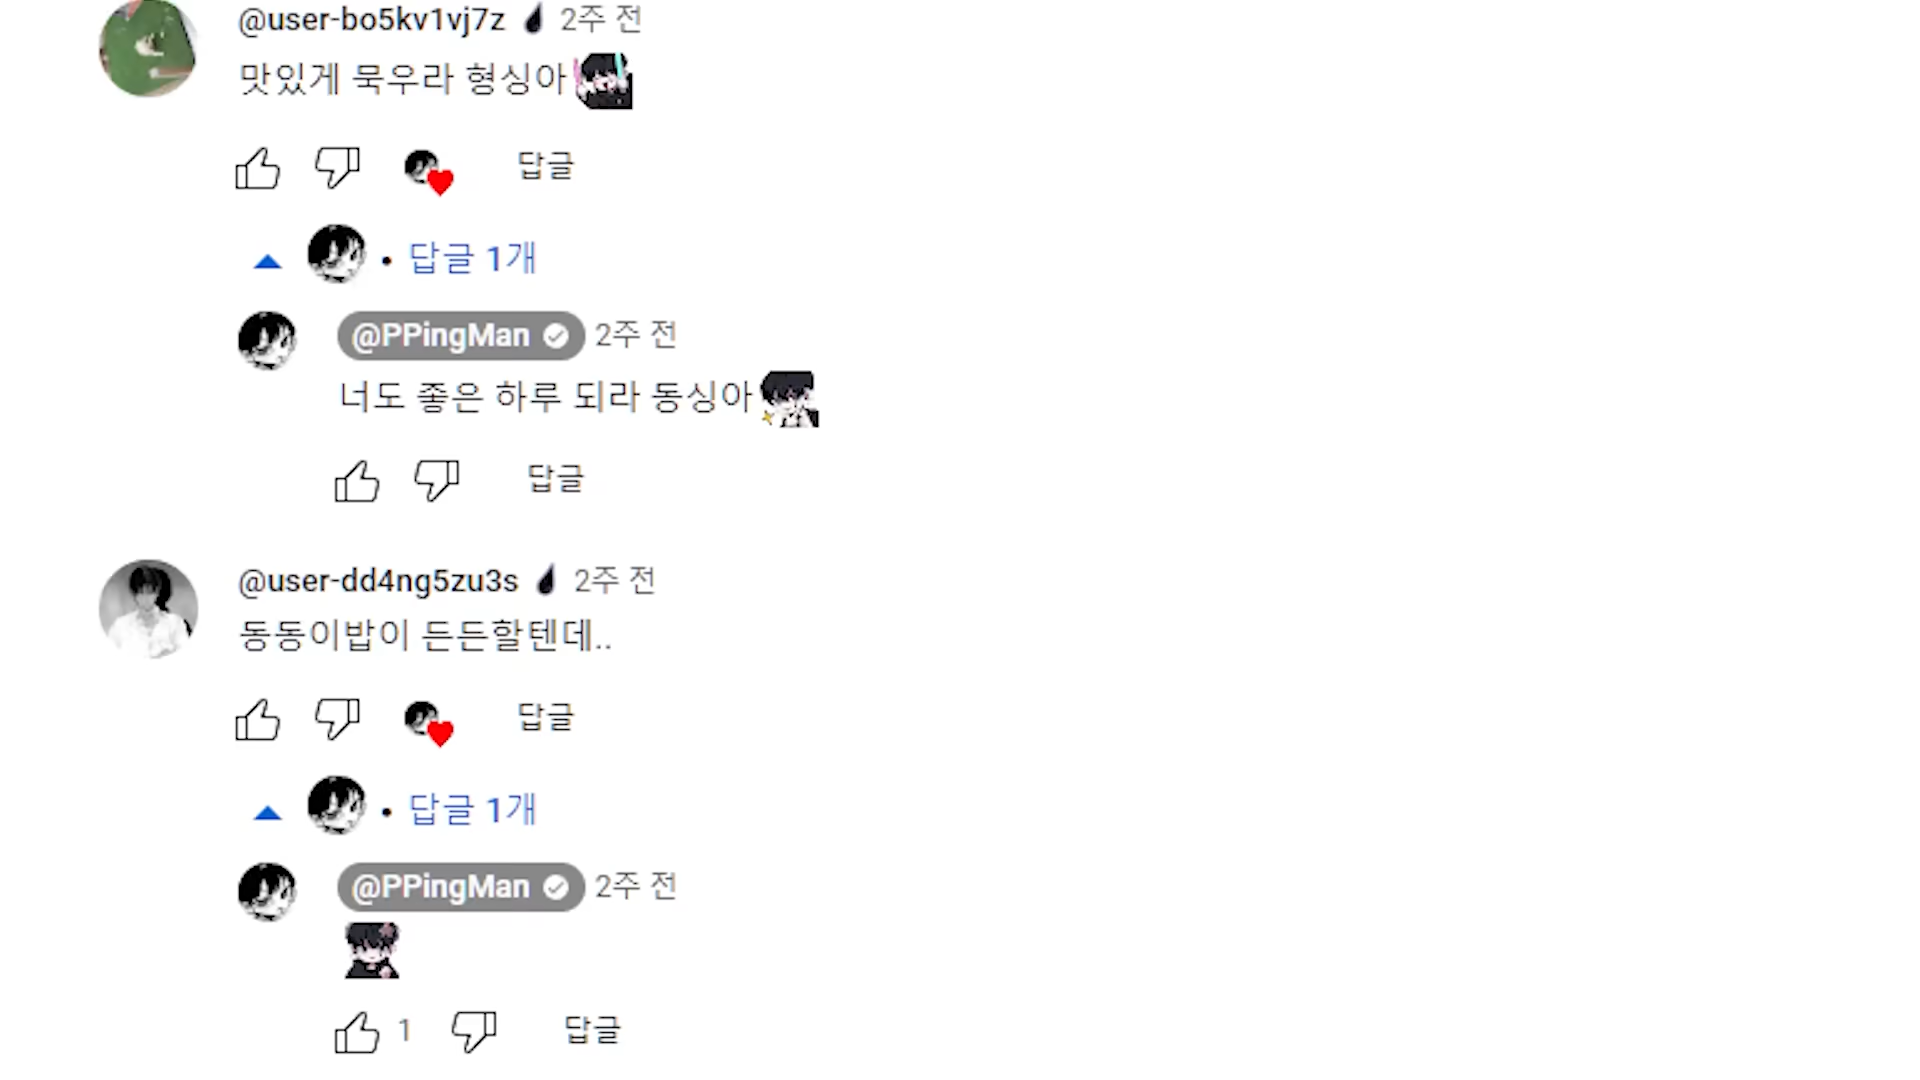 @user-bo5kv1vj7z 2주 전
맛있게 묵우라 형싱아
답글
• 답글 1개
@PPingMan 2주 전
너도 좋은 하루 되라 동싱아
답글
@user-dd4ng5zu3s 2주 전
동동이밥이 든든할텐데..
답글
• 답글 1개
@PPingMan 2주 전
1
답글